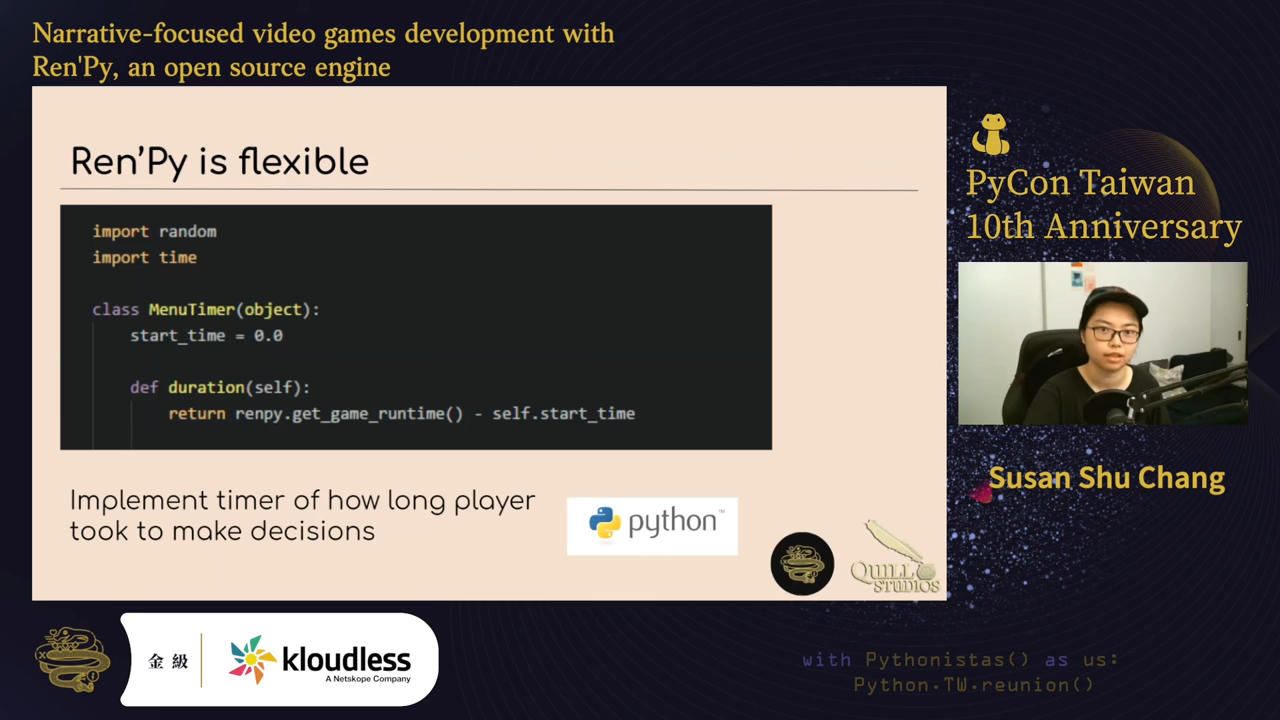 Narrative-focused video games development with
Ren'Py, an open source engine
Ren'Py is flexible
import random
import time
class MenuTimer(object):
start_time = 0.0
def duration(self):
return renpy.get_game_runtime() - self.start_time
Implement timer of how long player
took to make decisions
python™
QUILL
STUDIOS
PyCon Taiwan
10th Anniversary
Susan Shu Chang
金級
kloudless
A Netskope Company
with Pythonistas() as us:
Python.TW.reunion()